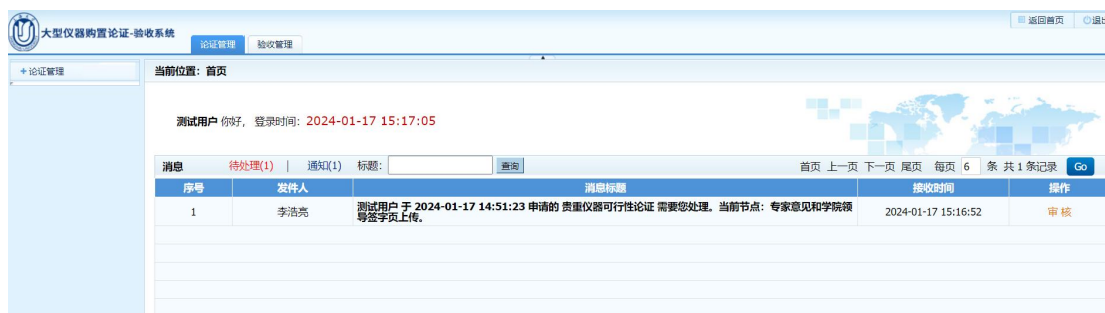 返回首页
大型仪器购置论证-验收系统
论证管理 验收管理
+论证管理
当前位置：首页
测试用户 你好， 登录时间：2024-01-17 15:17:05
消息 待处理(1) | 通知(1) 标题： 查询 首页 上一页 下一页 尾页 每页 6 条 共 1 条记录 Go
序号 发件人 消息标题 接收时间 操作
1 李浩亮 测试用户 于 2024-01-17 14:51:23 申请的 贵重仪器可行性论证 需要您处理。当前节点：专家意见和学院领
导签字页上传。 2024-01-17 15:16:52 审 核